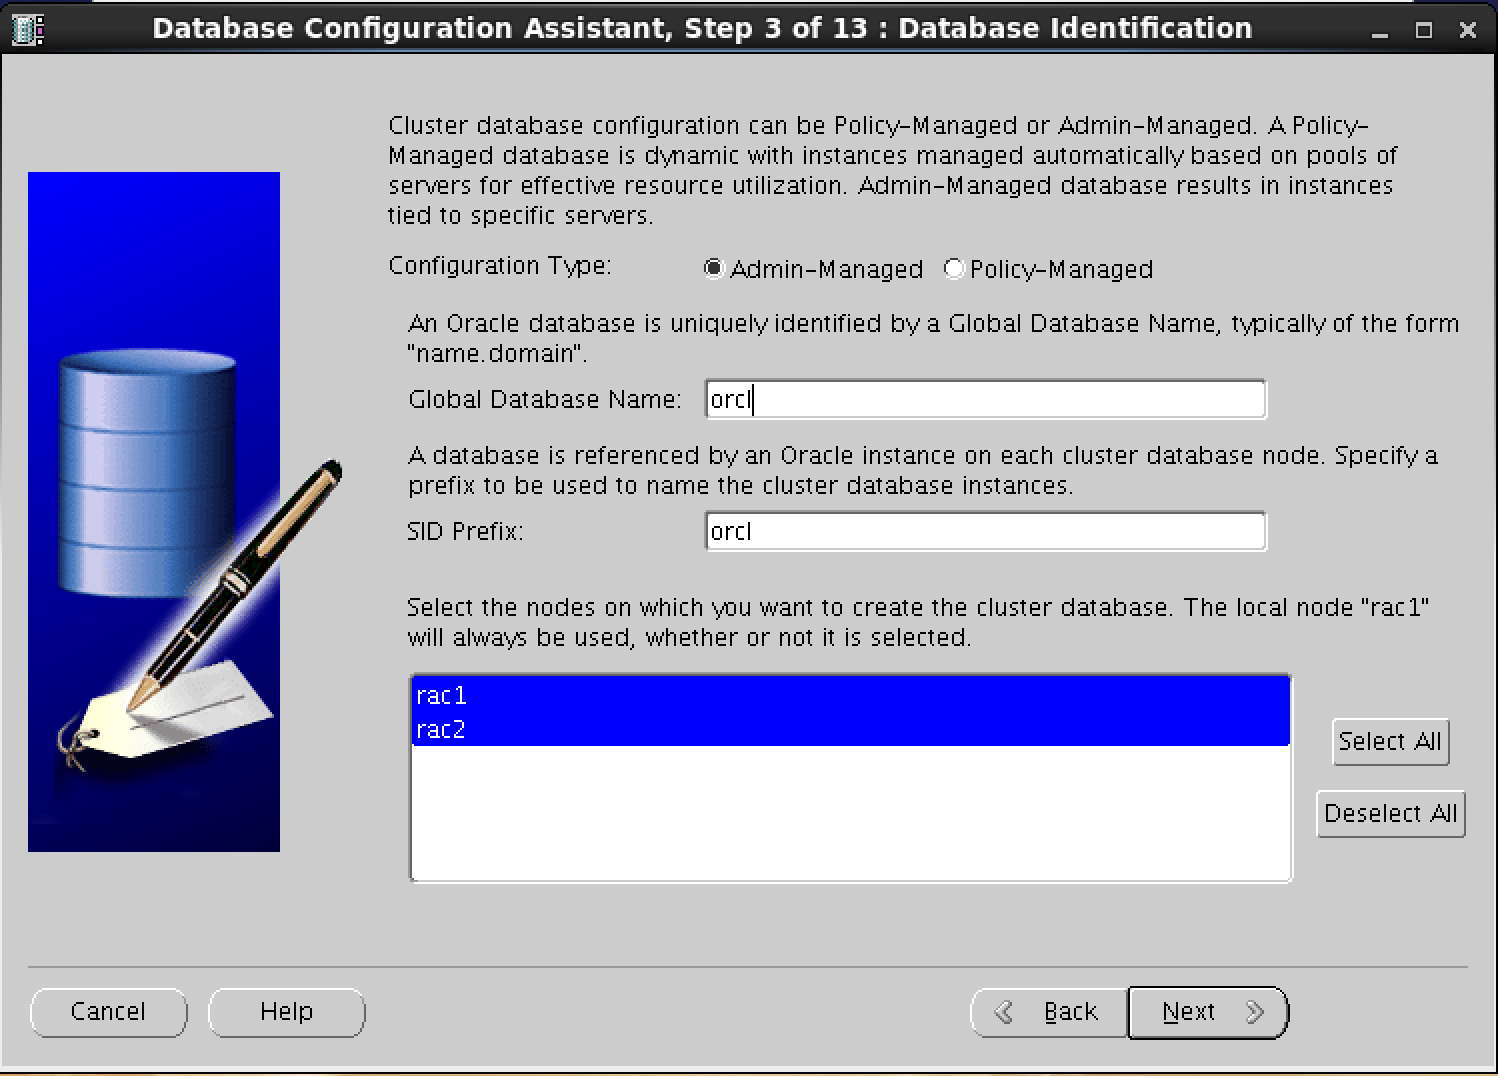 Database Configuration Assistant, Step 3 of 13 : Database Identification
Cluster database configuration can be Policy-Managed or Admin-Managed. A Policy-
Managed database is dynamic with instances managed automatically based on pools of
servers for effective resource utilization. Admin-Managed database results in instances
tied to specific servers.
Configuration Type: Admin-Managed Policy-Managed
An Oracle database is uniquely identified by a Global Database Name, typically of the form
"name.domain".
Global Database Name: orcl
A database is referenced by an Oracle instance on each cluster database node. Specify a
prefix to be used to name the cluster database instances.
SID Prefix: orcl
Select the nodes on which you want to create the cluster database. The local node "rac1"
will always be used, whether or not it is selected.
rac1
rac2
Select All
Deselect All
Cancel Help Back Next